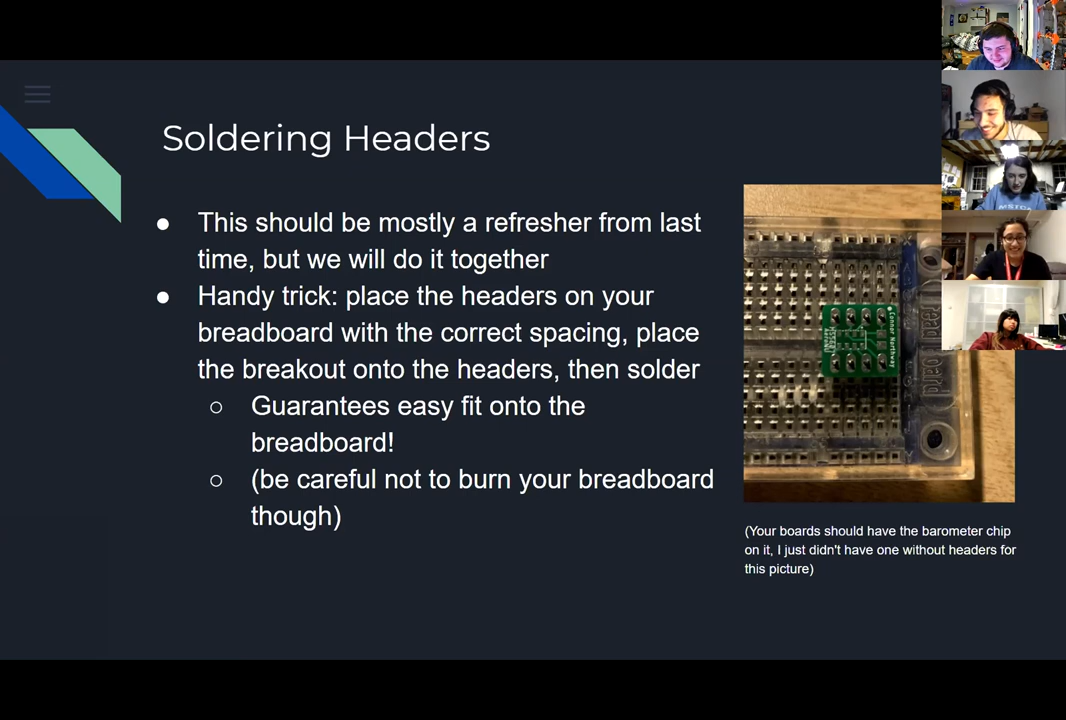 Soldering Headers
● This should be mostly a refresher from last
time, but we will do it together
● Handy trick: place the headers on your
breadboard with the correct spacing, place
the breakout onto the headers, then solder
○ Guarantees easy fit onto the
breadboard!
○ (be careful not to burn your breadboard
though)
Connor Northway
(Your boards should have the barometer chip
on it, I just didn't have one without headers for
this picture)